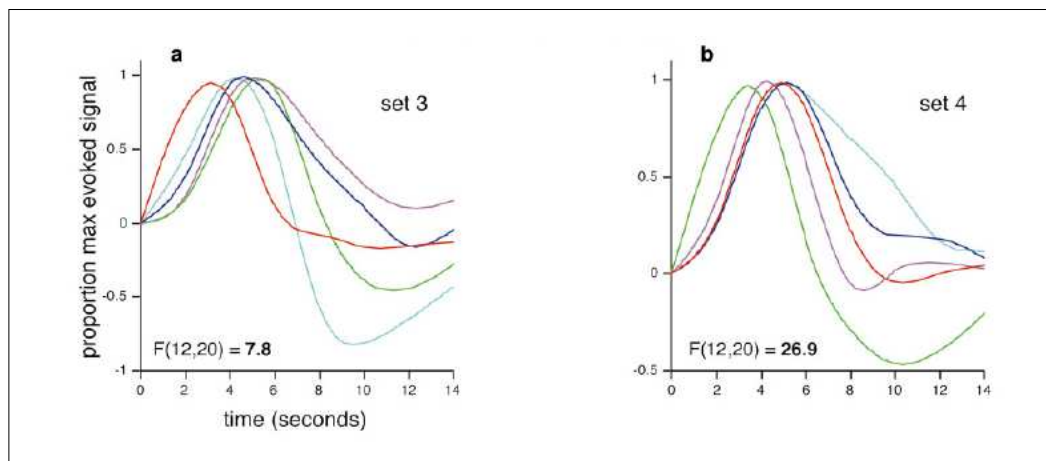 a
b
set 3
set 4
proportion max evoked signal
1
0.5
0
-0.5
-1
F(12,20) = 7.8
0 2 4 6 8 10 12 14
time (seconds)
1
0.5
0
-0.5
F(12,20) = 26.9
0 2 4 6 8 10 12 14